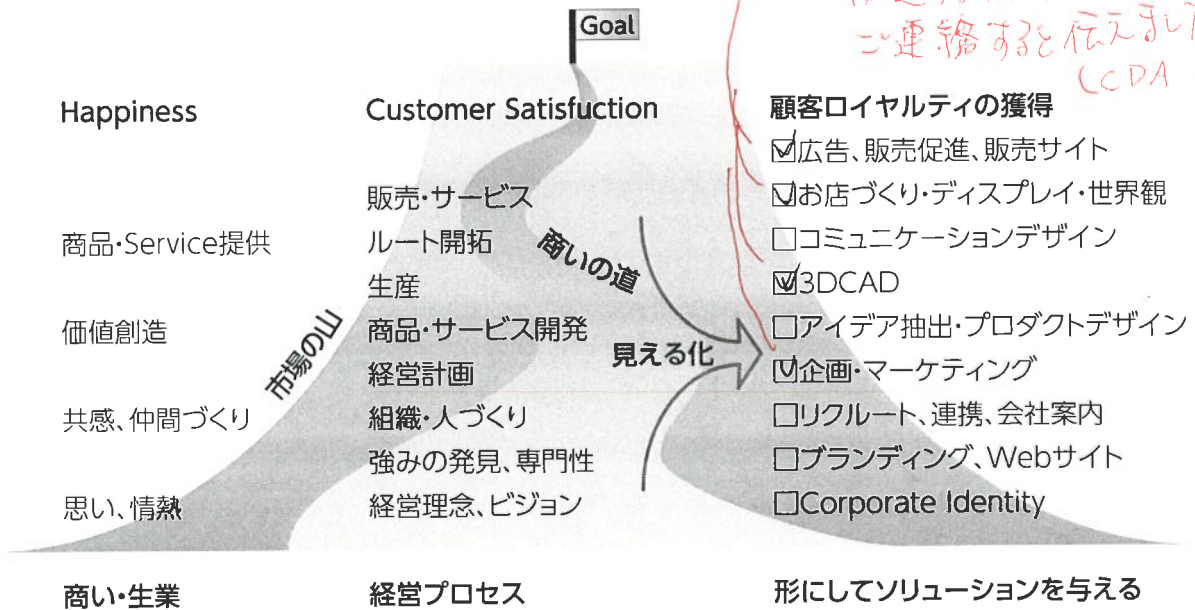 Goal
ご連絡すると伝えまし
CDA
Happiness
Customer Satisfuction
顧客ロイヤルティの獲得
☑広告、販売促進、販売サイト
販売・サービス
☑お店づくり・ディスプレイ・世界観
商品・Service提供
ルート開拓
商いの道
□コミュニケーションデザイン
生産
☑3DCAD
価値創造
市場の山
商品・サービス開発
見える化
□アイデア抽出・プロダクトデザイン
経営計画
☑企画・マーケティング
共感、仲間づくり
組織・人づくり
□リクルート、連携、会社案内
強みの発見、専門性
□ブランディング、Webサイト
思い、情熱
経営理念、ビジョン
□Corporate Identity
商い・生業
経営プロセス
形にしてソリューションを与える